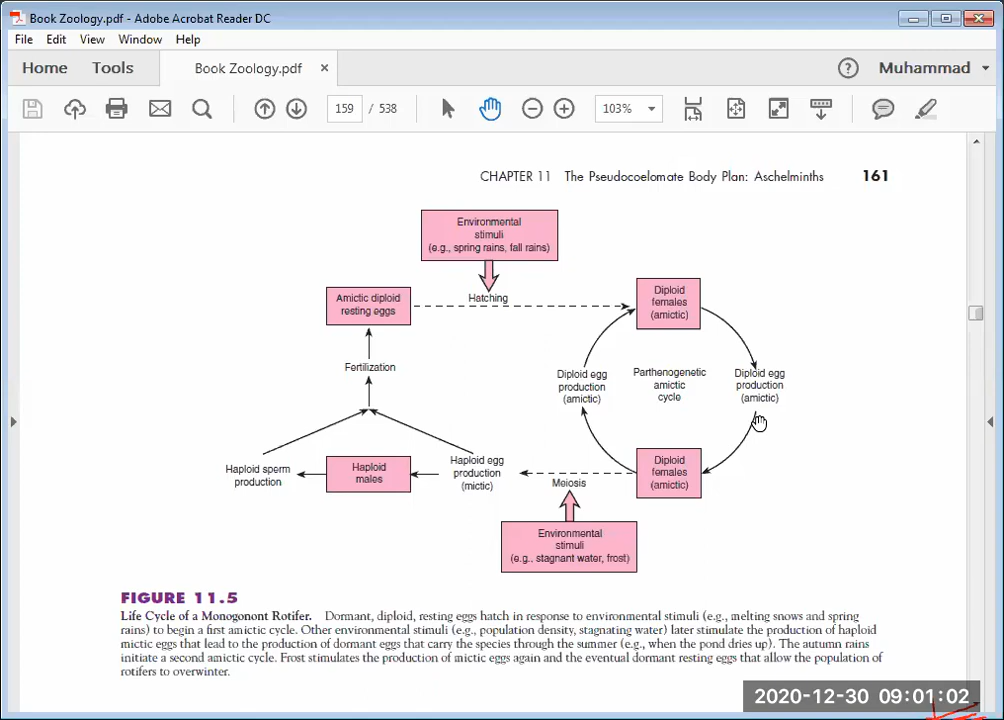 Book Zoology.pdf - Adobe Acrobat Reader DC
File Edit View Window Help
Home Tools Book Zoology.pdf × ? Muhammad
159 / 538 103%
CHAPTER 11 The Pseudocoelomate Body Plan: Aschelminths 161
Environmental
stimuli
(e.g., spring rains, fall rains)
Hatching
Amictic diploid
resting eggs
Diploid
females
(amictic)
Fertilization
Diploid egg
production
(amictic)
Parthenogenetic
amictic
cycle
Diploid egg
production
(amictic)
Haploid sperm
production
Haploid
males
Haploid egg
production
(mictic)
Meiosis
Diploid
females
(amictic)
Environmental
stimuli
(e.g., stagnant water, frost)
FIGURE 11.5
Life Cycle of a Monogonont Rotifer. Dormant, diploid, resting eggs hatch in response to environmental stimuli (e.g., melting snows and spring
rains) to begin a first amictic cycle. Other environmental stimuli (e.g., population density, stagnating water) later stimulate the production of haploid
mictic eggs that lead to the production of dormant eggs that carry the species through the summer (e.g., when the pond dries up). The autumn rains
initiate a second amictic cycle. Frost stimulates the production of mictic eggs again and the eventual dormant resting eggs that allow the population of
rotifers to overwinter.
2020-12-30 09:01:02